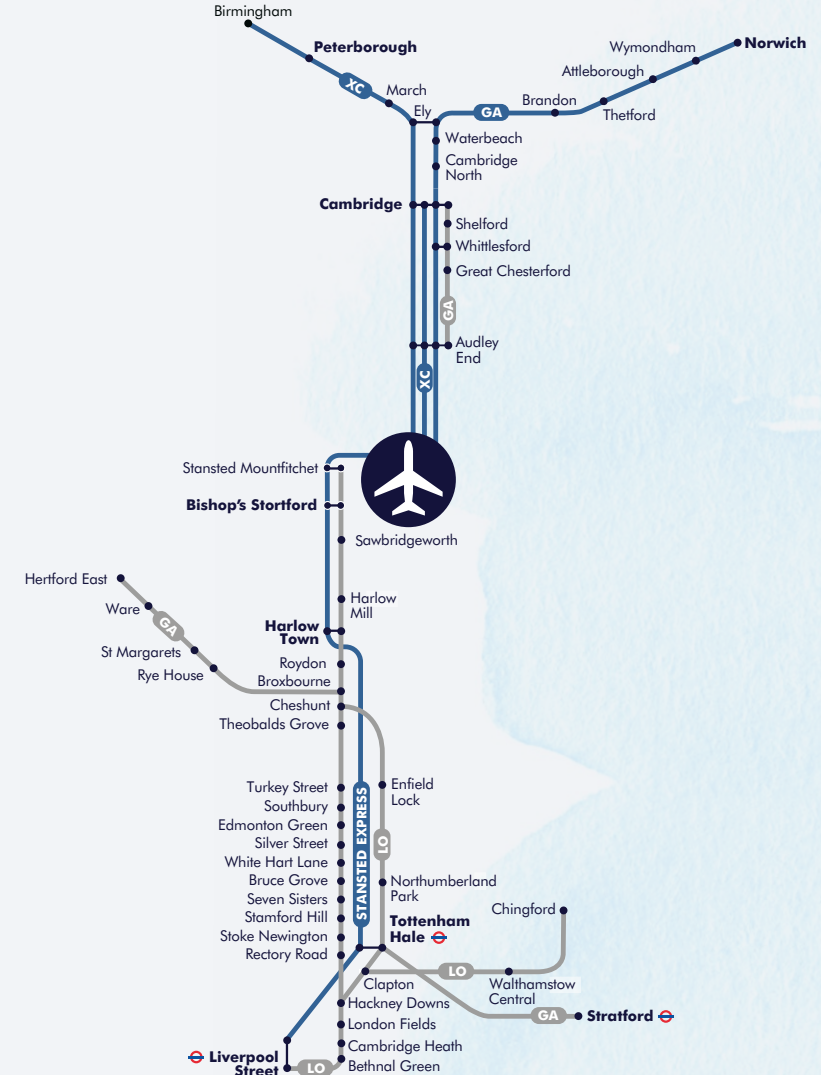 Birmingham
Peterborough
Wymondham
Norwich
Attleborough
XC
March
Brandon
Ely
GA
Thetford
Waterbeach
Cambridge
North
Cambridge
Shelford
Whittlesford
Great Chesterford
GA
Audley
End
XC
Stansted Mountfitchet
Bishop's Stortford
Sawbridgeworth
Hertford East
Harlow
Mill
Ware
GA
Harlow
Town
St Margarets
Roydon
Rye House
Broxbourne
Cheshunt
Theobalds Grove
Turkey Street
Enfield
Lock
Southbury
Edmonton Green
Silver Street
LO
STANSTED EXPRESS
White Hart Lane
Bruce Grove
Northumberland
Park
Seven Sisters
Chingford
Stamford Hill
Tottenham
Hale
Stoke Newington
Rectory Road
LO
Clapton
Walthamstow
Central
Hackney Downs
GA
Stratford
London Fields
Cambridge Heath
Liverpool
Street
LO
Bethnal Green